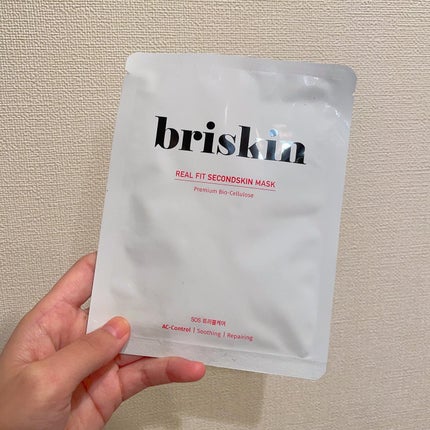 briskin
REAL FIT SECONDSKIN MASK
Premium Bio-Cellulose
SOS 트러블케어
AC-Control | Soothing | Repairing